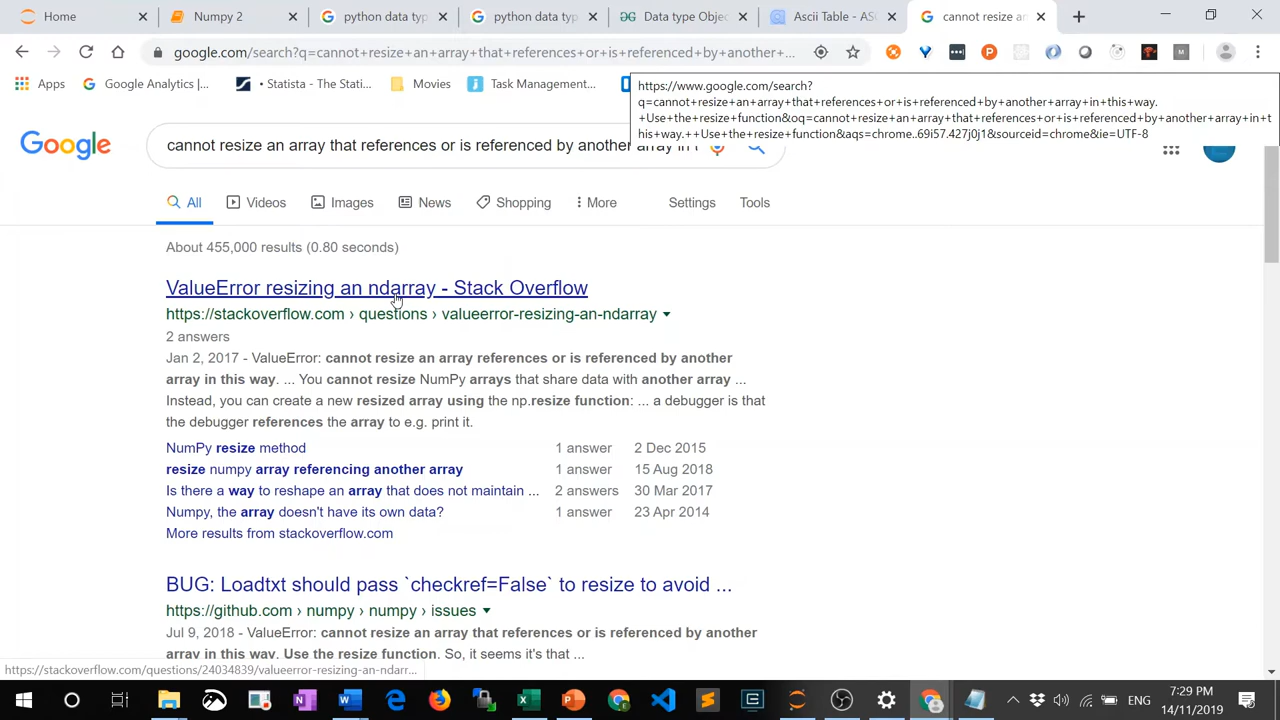 Home
Numpy 2
python data typ
python data typ
Data type Objec
Ascii Table - ASC
cannot resize an
google.com/search?q=cannot+resize+an+array+that+references+or+is+referenced+by+another+...
Apps
Google Analytics |...
• Statista - The Stati...
Movies
Task Management...
https://www.google.com/search?
q=cannot+resize+an+array+that+references+or+is+referenced+by+another+array+in+this+way.
+Use+the+resize+function&oq=cannot+resize+an+array+that+references+or+is+referenced+by+another+array+in+t
his+way.++Use+the+resize+function&aqs=chrome..69i57.427j0j1&sourceid=chrome&ie=UTF-8
Google
cannot resize an array that references or is referenced by another array in t
All
Videos
Images
News
Shopping
More
Settings
Tools
About 455,000 results (0.80 seconds)
ValueError resizing an ndarray - Stack Overflow
https://stackoverflow.com › questions › valueerror-resizing-an-ndarray
2 answers
Jan 2, 2017 - ValueError: cannot resize an array references or is referenced by another
array in this way. ... You cannot resize NumPy arrays that share data with another array ...
Instead, you can create a new resized array using the np.resize function: ... a debugger is that
the debugger references the array to e.g. print it.
NumPy resize method 1 answer 2 Dec 2015
resize numpy array referencing another array 1 answer 15 Aug 2018
Is there a way to reshape an array that does not maintain ... 2 answers 30 Mar 2017
Numpy, the array doesn't have its own data? 1 answer 23 Apr 2014
More results from stackoverflow.com
BUG: Loadtxt should pass `checkref=False` to resize to avoid ...
https://github.com › numpy › numpy › issues
Jul 9, 2018 - ValueError: cannot resize an array that references or is referenced by another
array in this way. Use the resize function. So, it seems it's that ...
https://stackoverflow.com/questions/24034839/valueerror-resizing-an-ndarr...
ENG
7:29 PM
14/11/2019